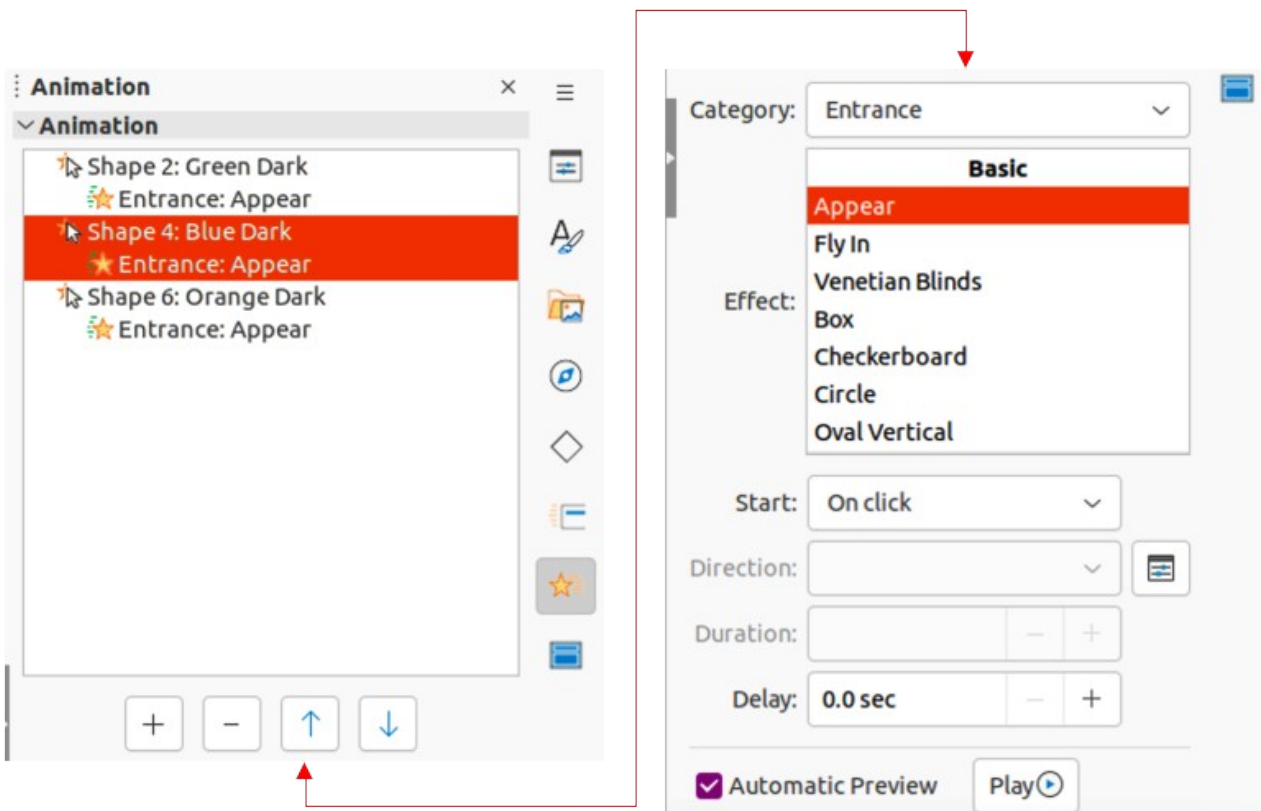 Animation
Animation
Shape 2: Green Dark
Entrance: Appear
Shape 4: Blue Dark
Entrance: Appear
Shape 6: Orange Dark
Entrance: Appear
Category: Entrance
Basic
Appear
Fly In
Venetian Blinds
Effect:
Box
Checkerboard
Circle
Oval Vertical
Start: On click
Direction:
Duration:
Delay: 0.0 sec
Automatic Preview Play